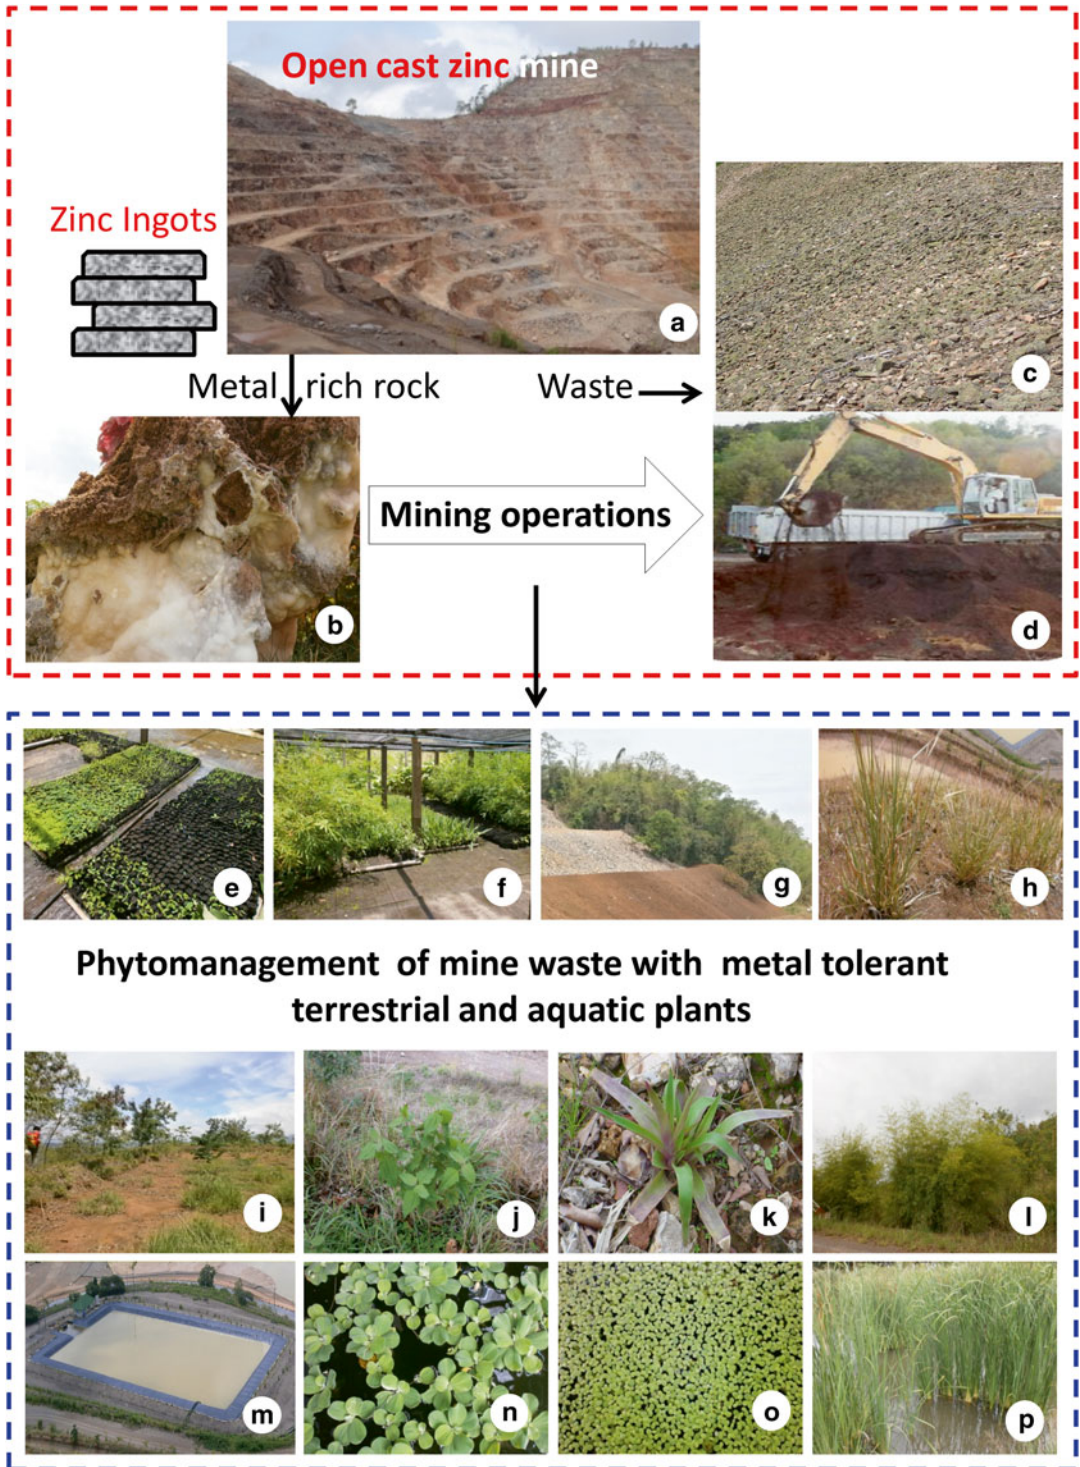 Open cast zinc mine
Zinc Ingots
a
Metal rich rock
Waste
c
b
Mining operations
d
e
f
g
h
Phytomanagement of mine waste with metal tolerant
terrestrial and aquatic plants
i
j
k
l
m
n
o
p